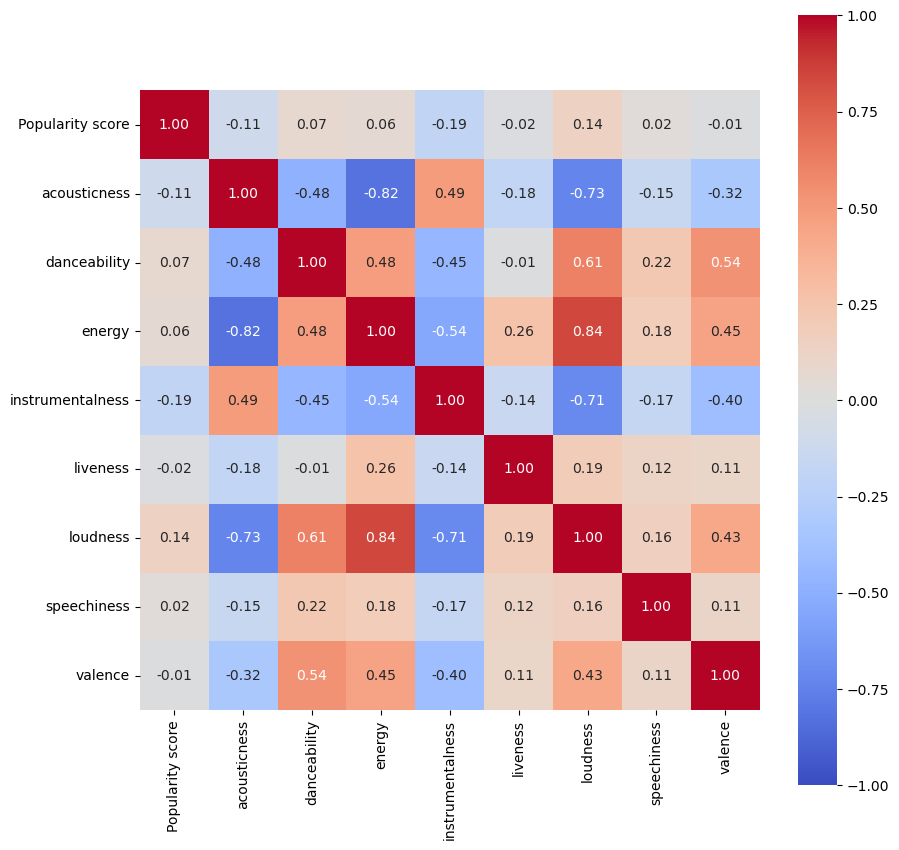 1.00
Popularity score 1.00 -0.11 0.07 0.06 -0.19 -0.02 0.14 0.02 -0.01
0.75
acousticness -0.11 1.00 -0.48 -0.82 0.49 -0.18 -0.73 -0.15 -0.32
0.50
danceability 0.07 -0.48 1.00 0.48 -0.45 -0.01 0.61 0.22 0.54
0.25
energy 0.06 -0.82 0.48 1.00 -0.54 0.26 0.84 0.18 0.45
0.00
instrumentalness -0.19 0.49 -0.45 -0.54 1.00 -0.14 -0.71 -0.17 -0.40
liveness -0.02 -0.18 -0.01 0.26 -0.14 1.00 0.19 0.12 0.11
−0.25
loudness 0.14 -0.73 0.61 0.84 -0.71 0.19 1.00 0.16 0.43
−0.50
speechiness 0.02 -0.15 0.22 0.18 -0.17 0.12 0.16 1.00 0.11
valence -0.01 -0.32 0.54 0.45 -0.40 0.11 0.43 0.11 1.00
−0.75
−1.00
Popularity score
acousticness
danceability
energy
instrumentalness
liveness
loudness
speechiness
valence